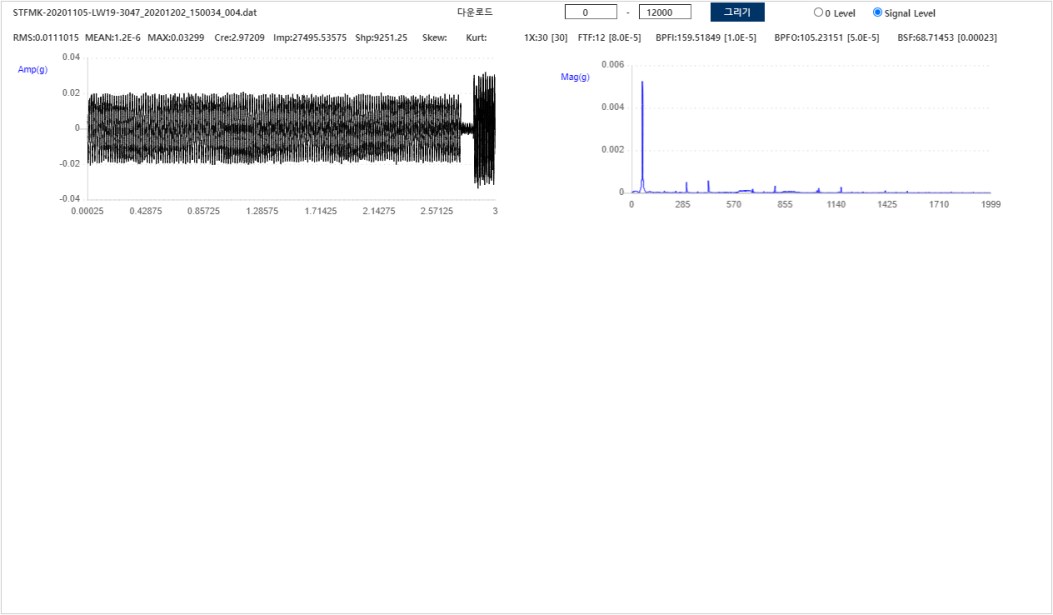 STFMK-20201105-LW19-3047_20201202_150034_004.dat 다운로드 0 - 12000 그리기 0 Level Signal Level
RMS:0.0111015 MEAN:1.2E-6 MAX:0.03299 Cre:2.97209 Imp:27495.53575 Shp:9251.25 Skew: Kurt: 1X:30 [30] FTF:12 [8.0E-5] BPFI:159.51849 [1.0E-5] BPFO:105.23151 [5.0E-5] BSF:68.71453 [0.00023]
Amp(g)
0.04
0.02
0
-0.02
-0.04
0.00025 0.42875 0.85725 1.28575 1.71425 2.14275 2.57125 3
Mag(g)
0.006
0.004
0.002
0
0 285 570 855 1140 1425 1710 1999